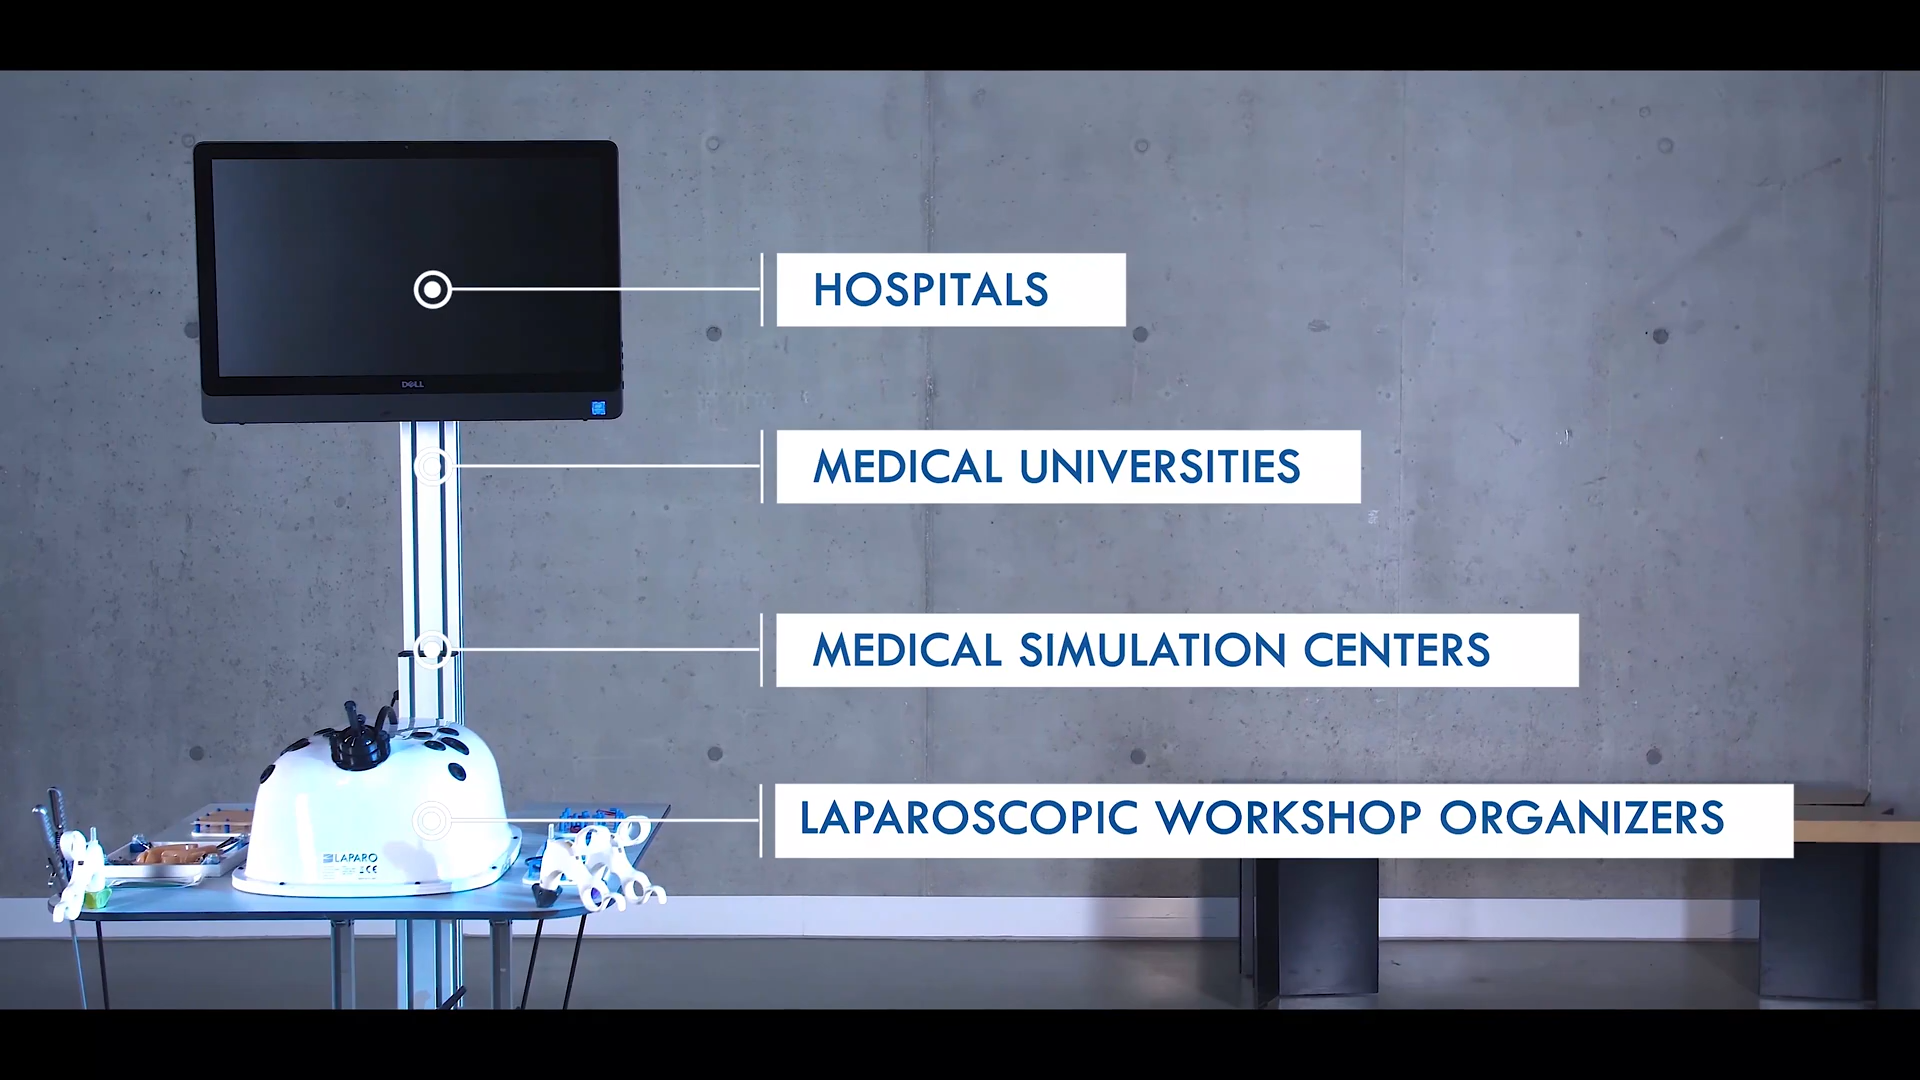 DELL
HOSPITALS
MEDICAL UNIVERSITIES
MEDICAL SIMULATION CENTERS
LAPAROSCOPIC WORKSHOP ORGANIZERS
LAPARO
CE